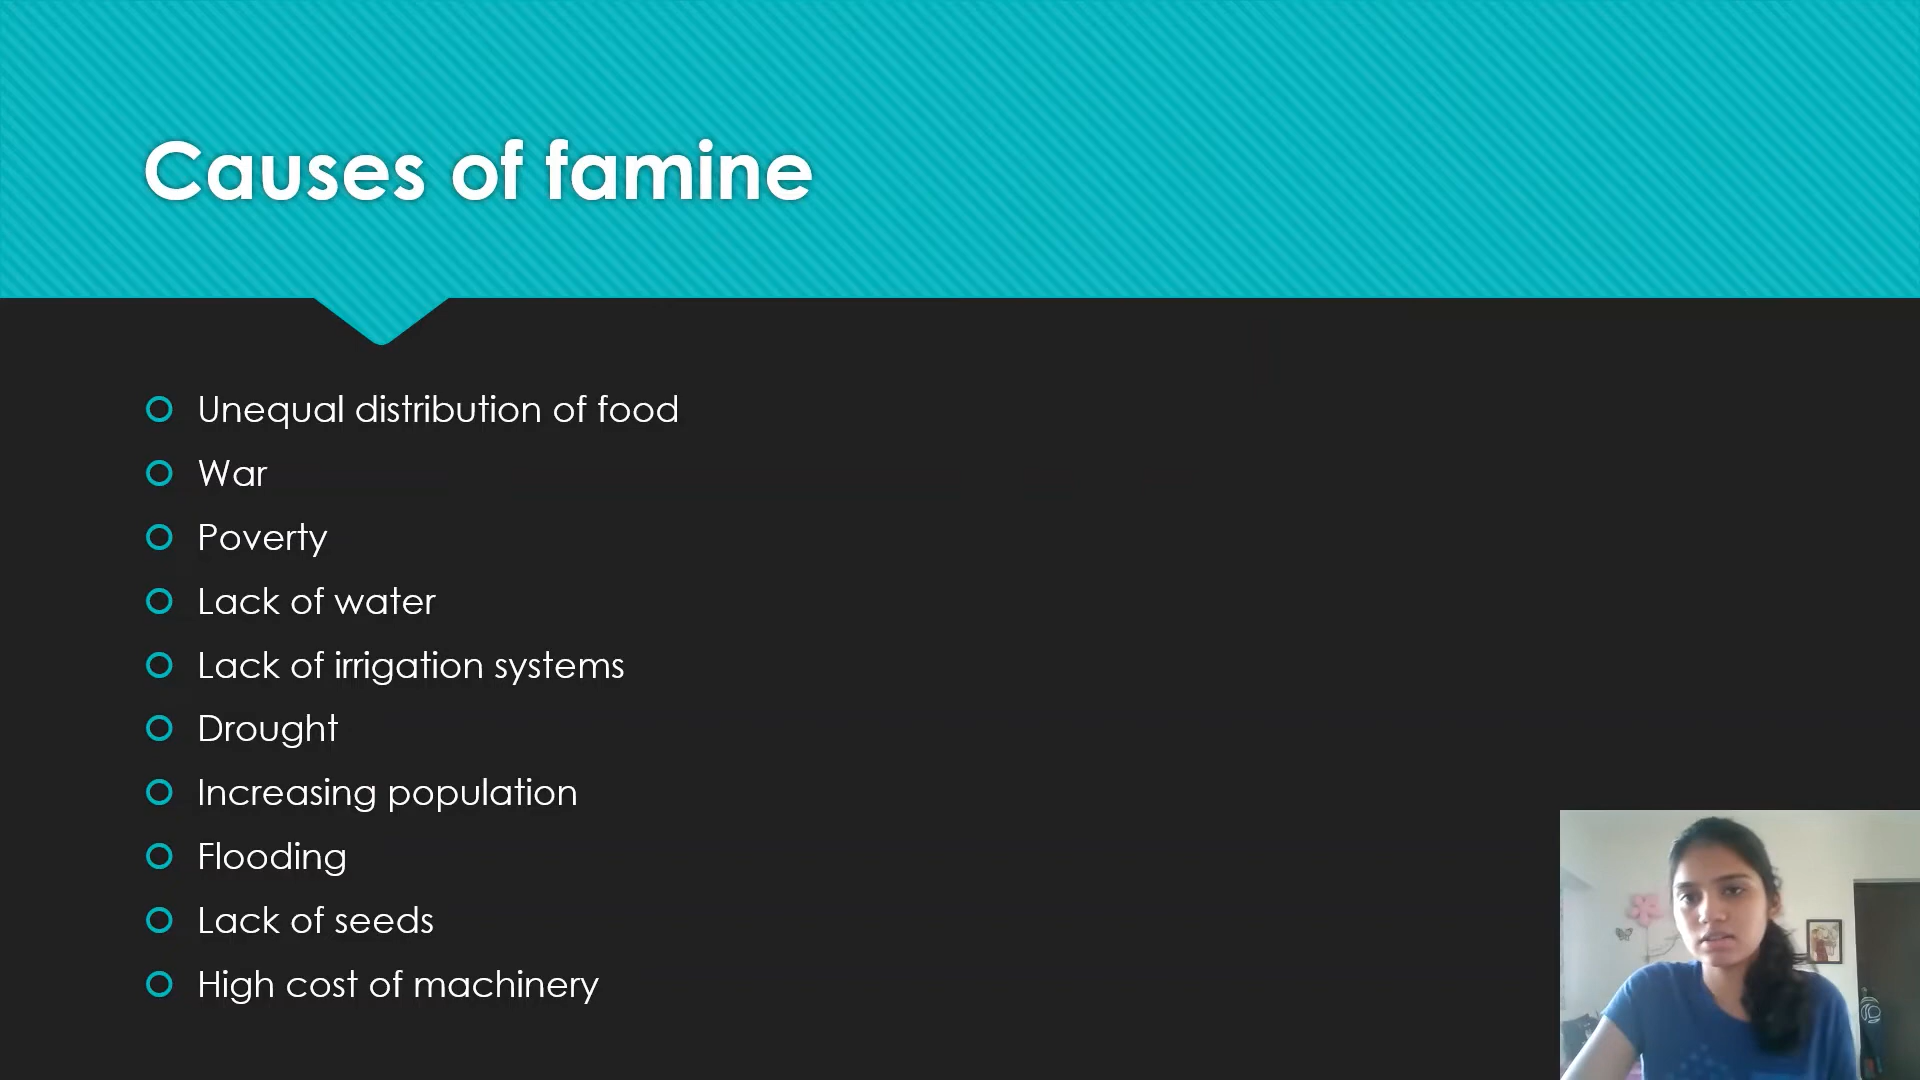 Causes of famine
Unequal distribution of food
War
Poverty
Lack of water
Lack of irrigation systems
Drought
Increasing population
Flooding
Lack of seeds
High cost of machinery